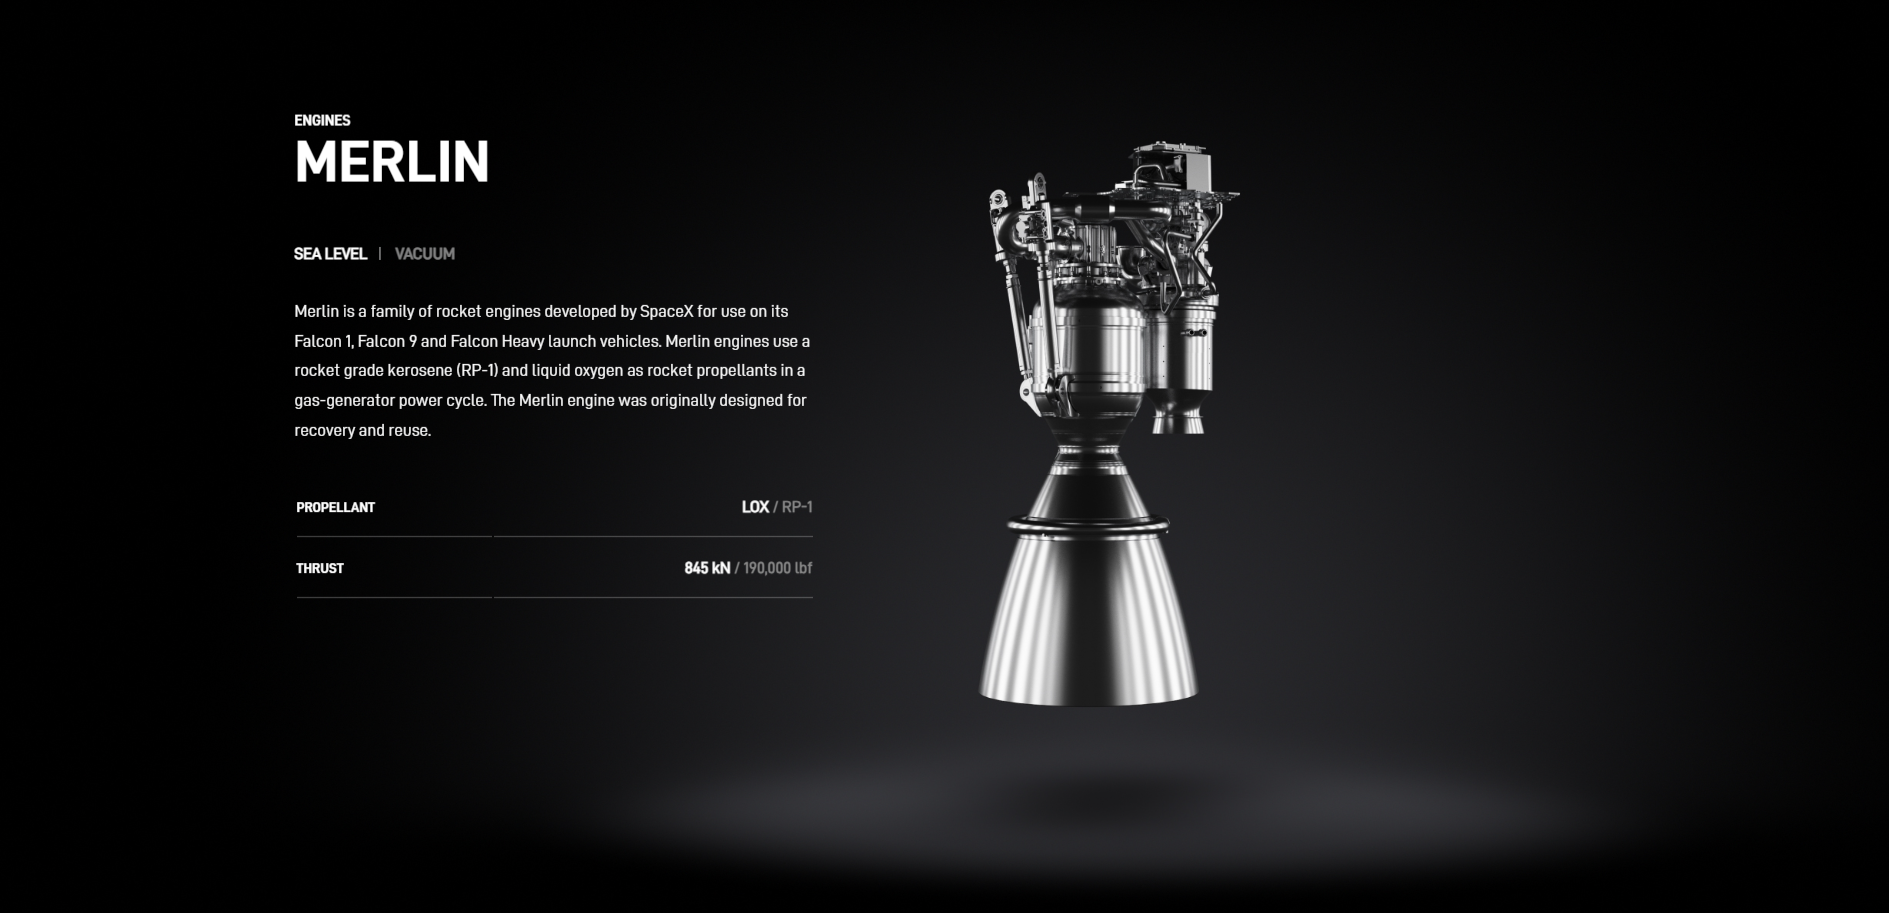 ENGINES
MERLIN
SEA LEVEL | VACUUM
Merlin is a family of rocket engines developed by SpaceX for use on its
Falcon 1, Falcon 9 and Falcon Heavy launch vehicles. Merlin engines use a
rocket grade kerosene (RP-1) and liquid oxygen as rocket propellants in a
gas-generator power cycle. The Merlin engine was originally designed for
recovery and reuse.
PROPELLANT LOX / RP-1
THRUST 845 kN / 190,000 lbf